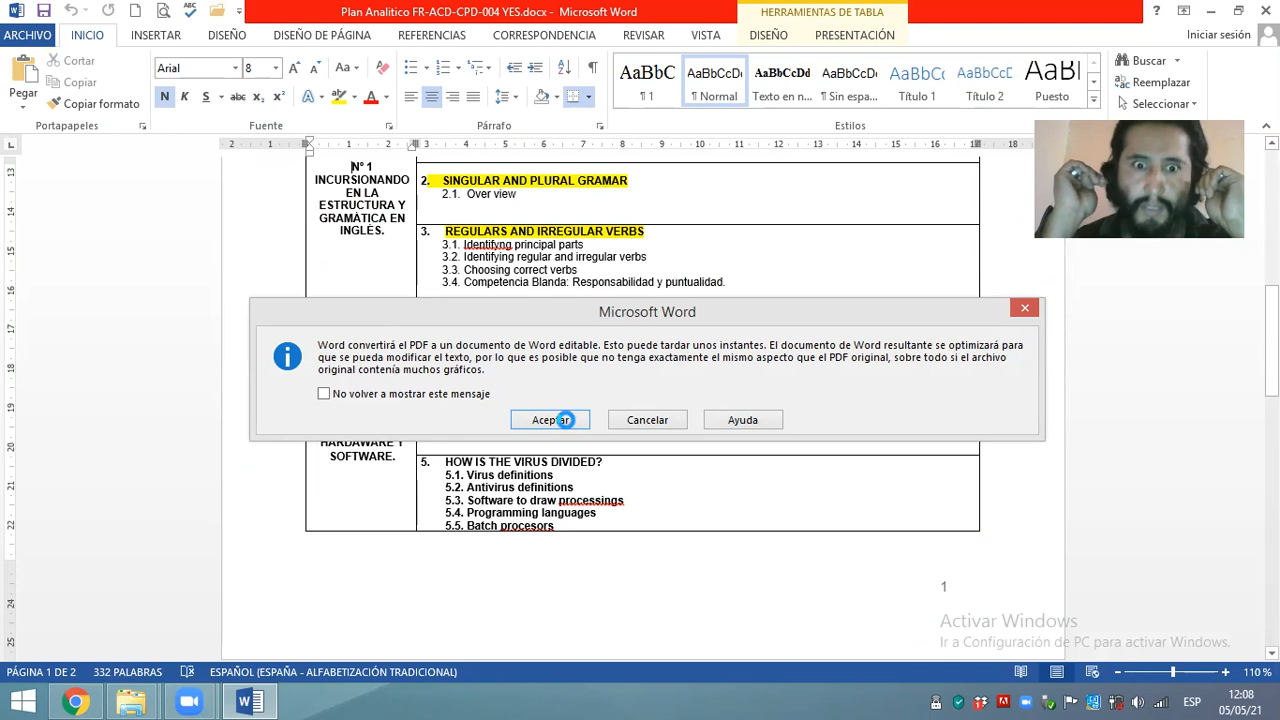 Plan Analitico FR-ACD-CPD-004 YES.docx - Microsoft Word
HERRAMIENTAS DE TABLA
ARCHIVO INICIO INSERTAR DISEÑO DISEÑO DE PÁGINA REFERENCIAS CORRESPONDENCIA REVISAR VISTA DISEÑO PRESENTACIÓN Iniciar sesión
Pegar
Cortar
Copiar
Copiar formato
Portapapeles
Arial 8
N K S abc x₂ x²
Fuente
Párrafo
AaBbC AaBbCcDc AaBbCcDd AaBbCcDc AaBbC AaBbCcD AaBb
¶ 1 ¶ Normal Texto en n... ¶ Sin espa... Título 1 Título 2 Puesto
Estilos
Buscar
Reemplazar
Seleccionar
Nº 1
INCURSIONANDO
EN LA
ESTRUCTURA Y
GRAMÀTICA EN
INGLÈS.
2. SINGULAR AND PLURAL GRAMAR
2.1. Over view
3. REGULARS AND IRREGULAR VERBS
3.1. Identifyng principal parts
3.2. Identifying regular and irregular verbs
3.3. Choosing correct verbs
3.4. Competencia Blanda: Responsabilidad y puntualidad.
Microsoft Word
Word convertirá el PDF a un documento de Word editable. Esto puede tardar unos instantes. El documento de Word resultante se optimizará para
que se pueda modificar el texto, por lo que es posible que no tenga exactamente el mismo aspecto que el PDF original, sobre todo si el archivo
original contenía muchos gráficos.
No volver a mostrar este mensaje
Aceptar Cancelar Ayuda
HARDAWARE Y
SOFTWARE.
5. HOW IS THE VIRUS DIVIDED?
5.1. Virus definitions
5.2. Antivirus definitions
5.3. Software to draw processings
5.4. Programming languages
5.5. Batch procesors
1
Activar Windows
Ir a Configuración de PC para activar Windows.
PÁGINA 1 DE 2 332 PALABRAS ESPAÑOL (ESPAÑA - ALFABETIZACIÓN TRADICIONAL) 110 %
ESP
12:08
05/05/21